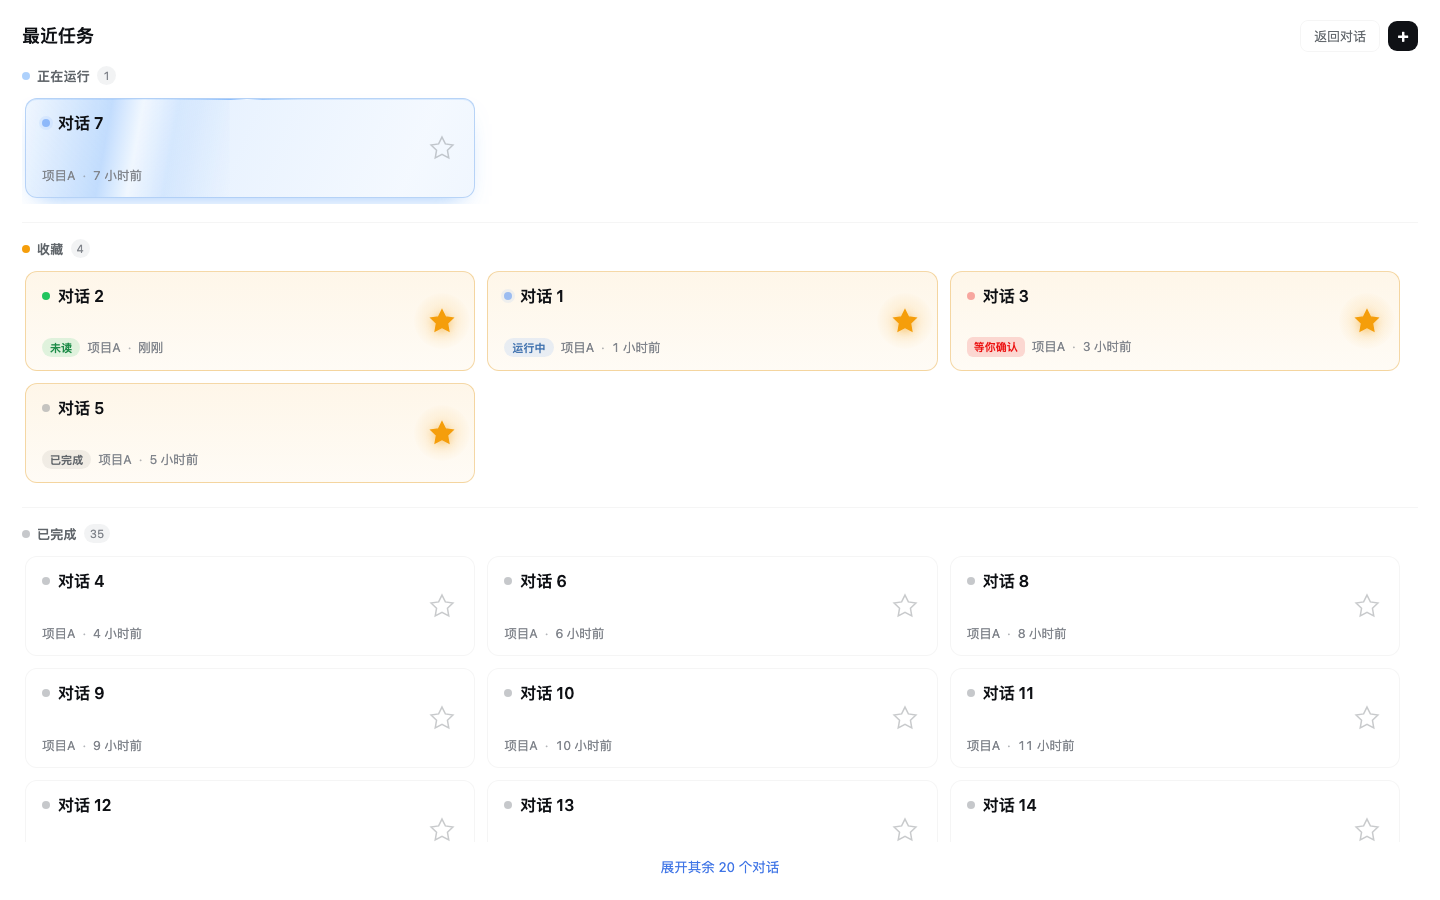 最近任务
返回对话
+
正在运行 1
对话 7
项目A · 7 小时前
收藏 4
对话 2
未读 项目A · 刚刚
对话 1
运行中 项目A · 1 小时前
对话 3
等你确认 项目A · 3 小时前
对话 5
已完成 项目A · 5 小时前
已完成 35
对话 4
项目A · 4 小时前
对话 6
项目A · 6 小时前
对话 8
项目A · 8 小时前
对话 9
项目A · 9 小时前
对话 10
项目A · 10 小时前
对话 11
项目A · 11 小时前
对话 12
对话 13
对话 14
展开其余 20 个对话